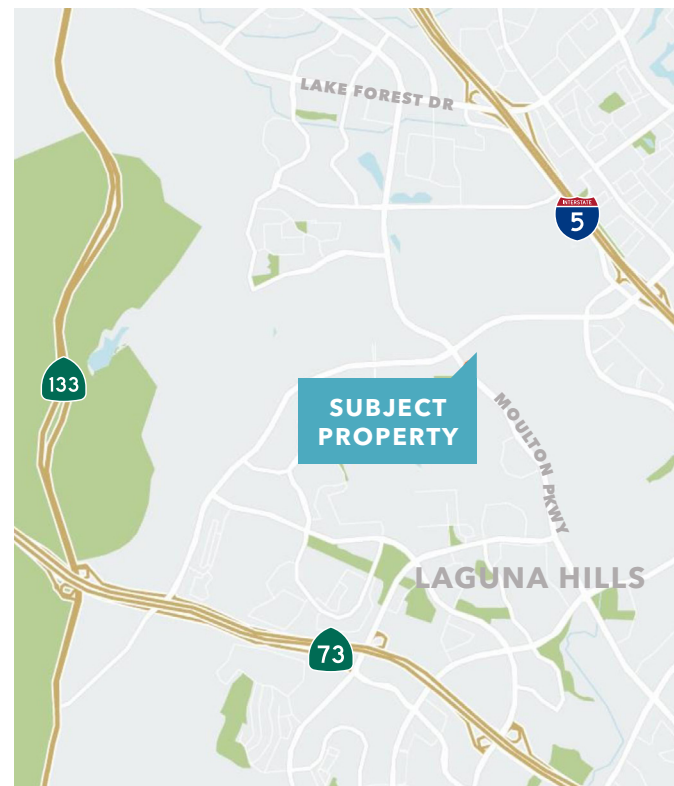 LAKE FOREST DR
INTERSTATE
5
133
SUBJECT
PROPERTY
MOULTON PKWY
LAGUNA HILLS
73